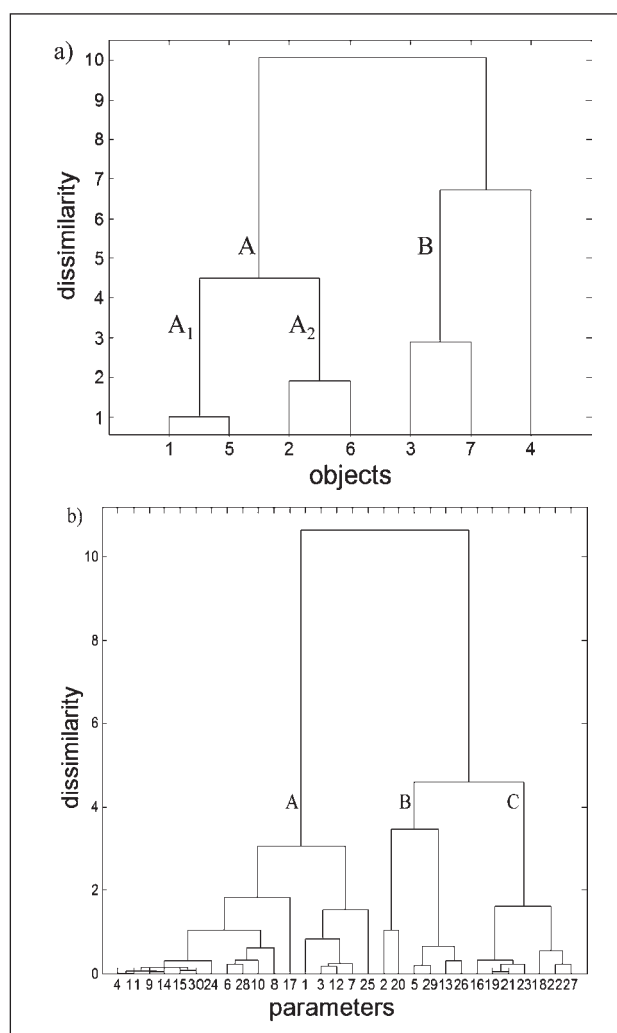 a)
10
9
8
7
6
5
4
3
2
1
dissimilarity
A
B
A₁
A₂
1 5 2 6 3 7 4
objects
b)
10
8
6
4
2
0
dissimilarity
A
B
C
4 11 9 14 15 30 24 6 28 10 8 17 1 3 12 7 25 2 20 5 29 13 26 16 19 21 23 18 22 27
parameters